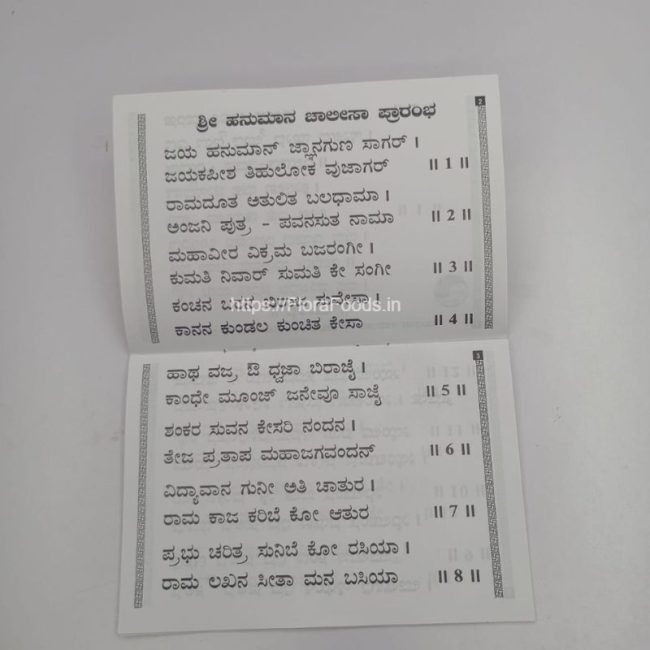 2
ಶ್ರೀ ಹನುಮಾನ ಚಾಲೀಸಾ ಪ್ರಾರಂಭ
ಜಯ ಹನುಮಾನ್ ಜ್ಞಾನಗುಣ ಸಾಗರ್ ।
ಜಯಕಪೀಶ ತಿಹುಲೋಕ ವುಜಾಗರ್ ॥ 1 ॥
ರಾಮದೂತ ಆತುಲಿತ ಬಲಧಾಮಾ ।
ಅಂಜನಿ ಪುತ್ರ - ಪವನಸುತ ನಾಮಾ ॥ 2 ॥
ಮಹಾವೀರ ವಿಕ್ರಮ ಬಜರಂಗೀ ।
ಕುಮತಿ ನಿವಾರ್ ಸುಮತಿ ಕೇ ಸಂಗೀ ॥ 3 ॥
ಕಂಚನ ಸುವೇಸಾ
https://FloraFoods.in
ಕಾನನ ಕುಂಡಲ ಕುಂಚಿತ ಕೇಸಾ ॥ 4 ॥
3
ಹಾಥ ವಜ್ರ ಔ ಧ್ವಜಾ ಬಿರಾಜೈ ।
ಕಾಂಧೇ ಮೂಂಜ್ ಜನೇವೂ ಸಾಜೈ ॥ 5 ॥
ಶಂಕರ ಸುವನ ಕೇಸರಿ ನಂದನ ।
ತೇಜ ಪ್ರತಾಪ ಮಹಾಜಗವಂದನ್ ॥ 6 ॥
ವಿದ್ಯಾವಾನ ಗುನೀ ಅತಿ ಚಾತುರ ।
ರಾಮ ಕಾಜ ಕರಿಬೆ ಕೋ ಆತುರ ॥ 7 ॥
ಪ್ರಭು ಚರಿತ್ರ ಸುನಿಬೆ ಕೋ ರಸಿಯಾ ।
ರಾಮ ಲಖಿನ ಸೀತಾ ಮನ ಬಸಿಯಾ ॥ 8 ॥